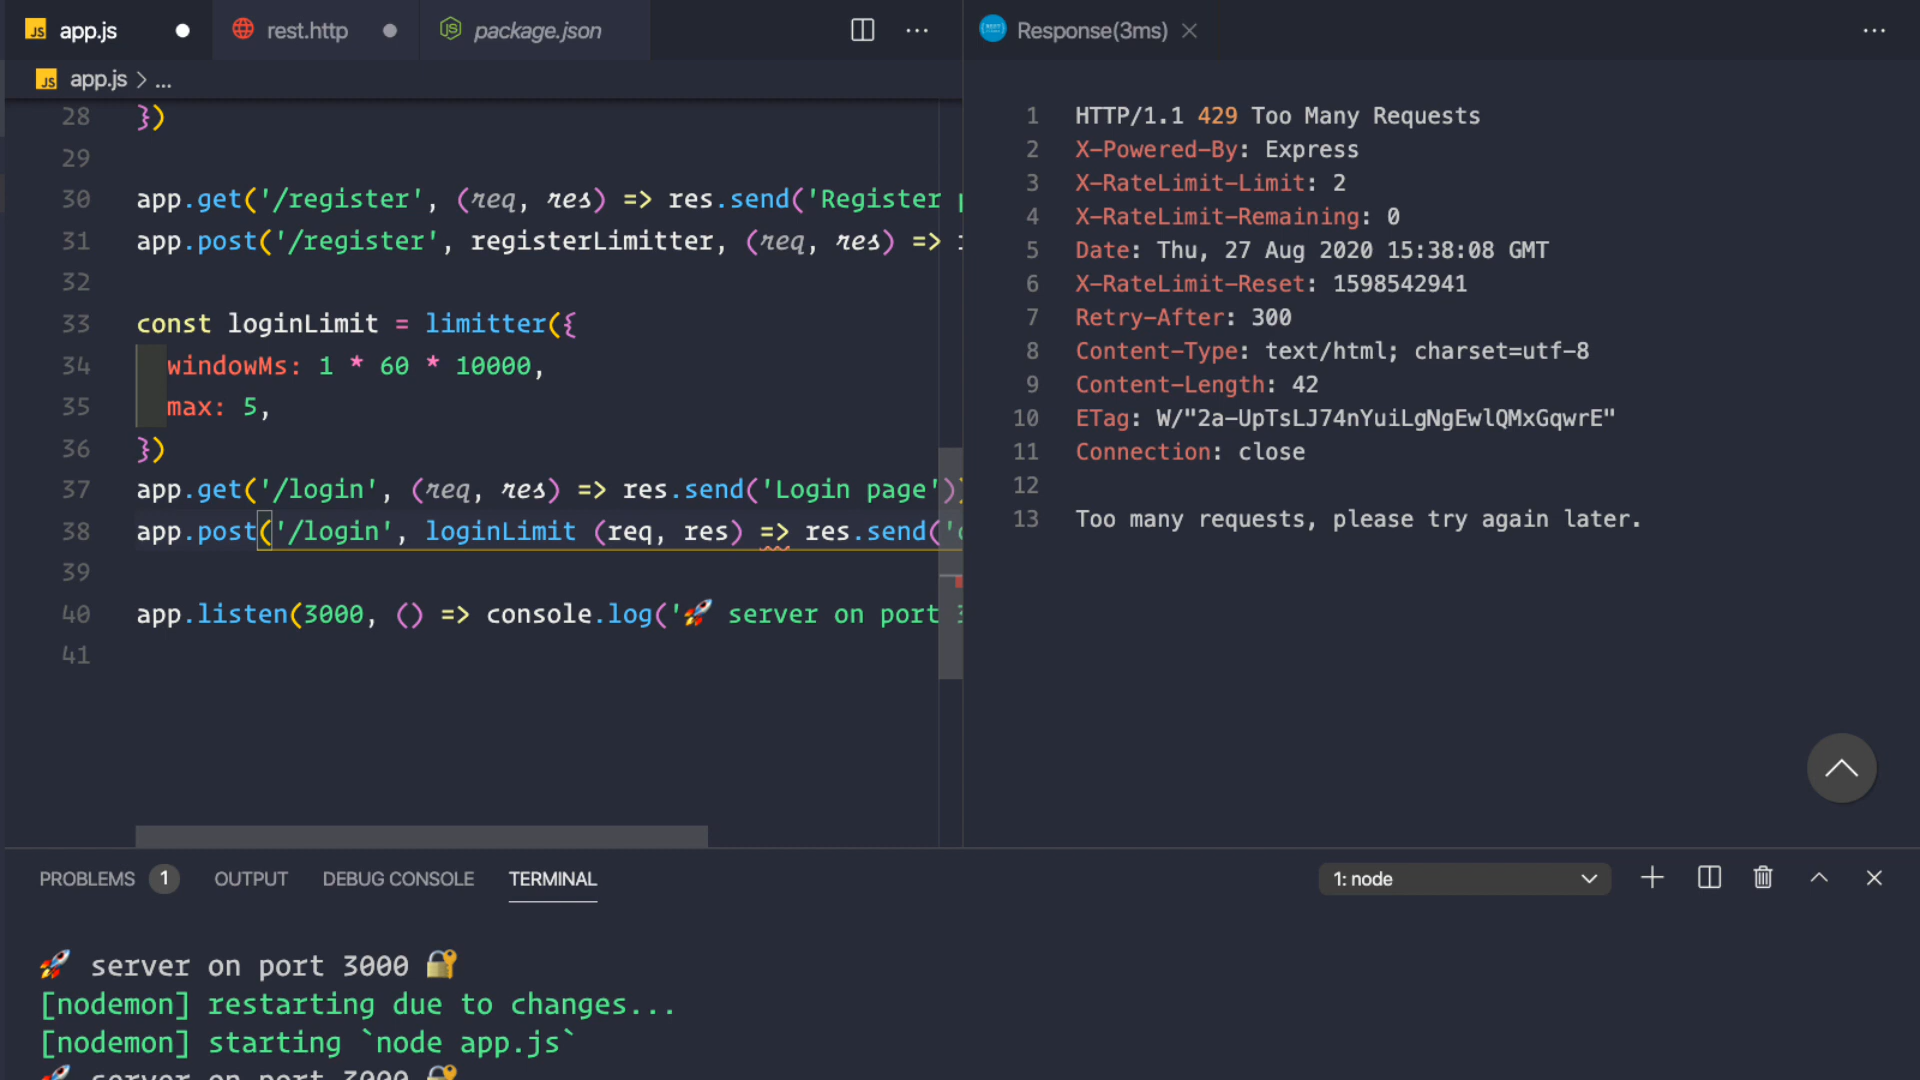 JS app.js
rest.http
package.json
Response(3ms)
JS app.js > ...
28 })
29
30 app.get('/register', (req, res) => res.send('Register
31 app.post('/register', registerLimitter, (req, res) =>
32
33 const loginLimit = limitter({
34 windowMs: 1 * 60 * 10000,
35 max: 5,
36 })
37 app.get('/login', (req, res) => res.send('Login page')
38 app.post('/login', loginLimit (req, res) => res.send('
39
40 app.listen(3000, () => console.log('🚀 server on port
41
1 HTTP/1.1 429 Too Many Requests
2 X-Powered-By: Express
3 X-RateLimit-Limit: 2
4 X-RateLimit-Remaining: 0
5 Date: Thu, 27 Aug 2020 15:38:08 GMT
6 X-RateLimit-Reset: 1598542941
7 Retry-After: 300
8 Content-Type: text/html; charset=utf-8
9 Content-Length: 42
10 ETag: W/"2a-UpTsLJ74nYuiLgNgEwlQMxGqwrE"
11 Connection: close
12
13 Too many requests, please try again later.
PROBLEMS 1 OUTPUT DEBUG CONSOLE TERMINAL
1: node
🚀 server on port 3000 🔐
[nodemon] restarting due to changes...
[nodemon] starting `node app.js`
🚀 server on port 3000 🔐